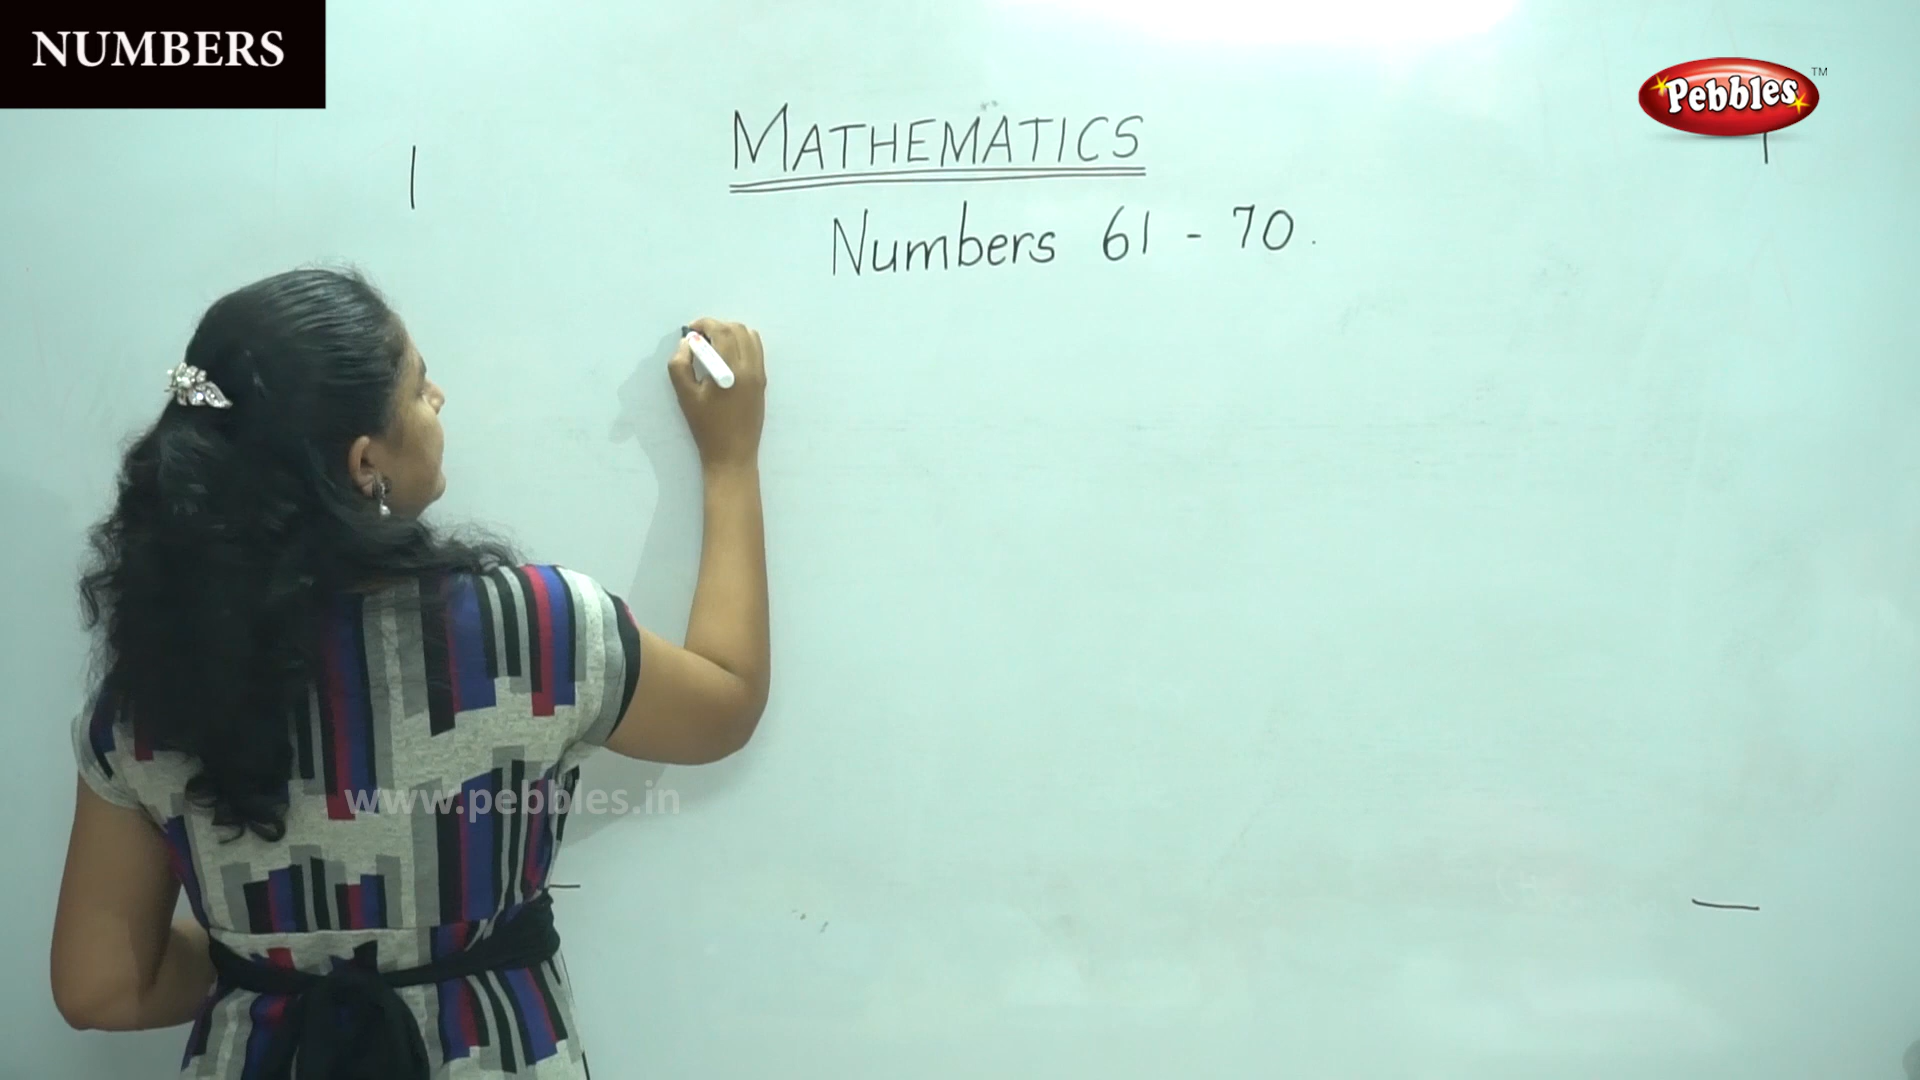 NUMBERS
Pebbles TM
MATHEMATICS
Numbers 61 - 70.
www.pebbles.in